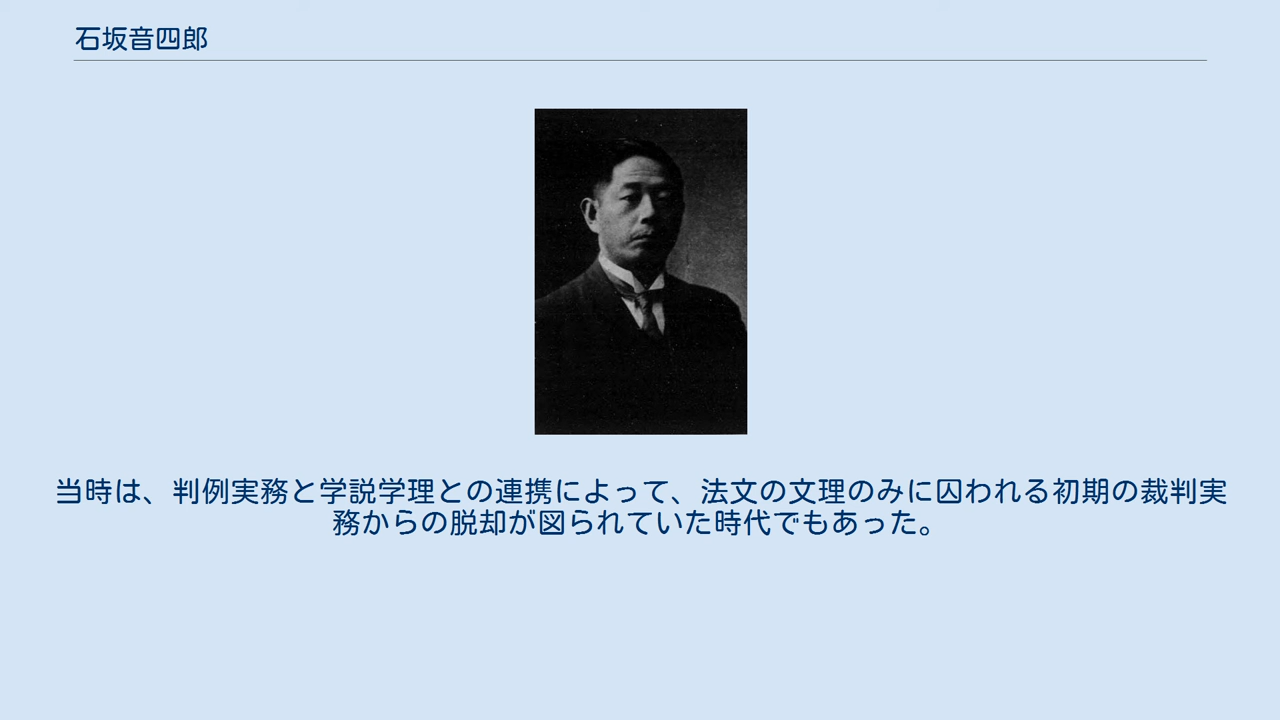 石坂音四郎
当時は、判例実務と学説学理との連携によって、法文の文理のみに囚われる初期の裁判実
務からの脱却が図られていた時代でもあった。